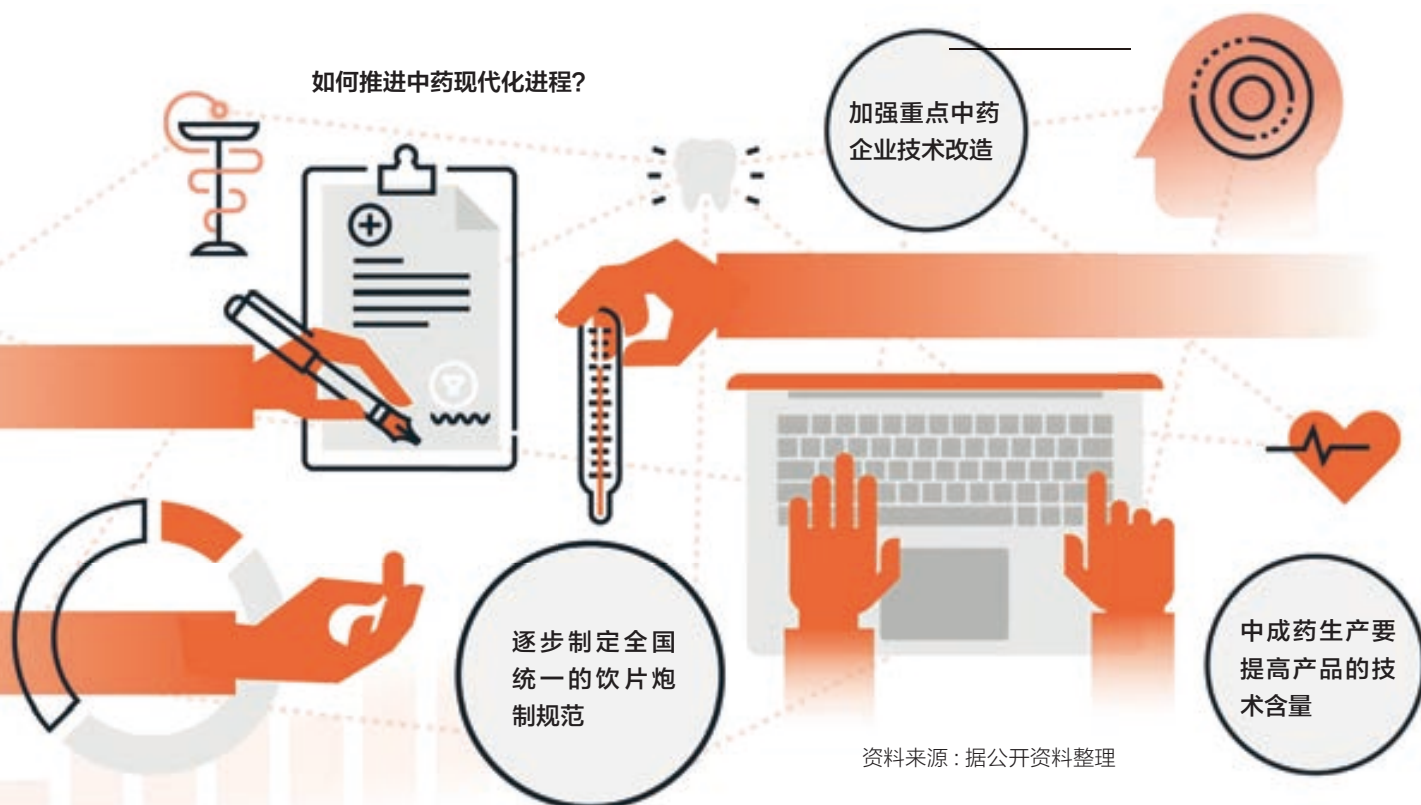 如何推进中药现代化进程?
加强重点中药
企业技术改造
逐步制定全国
统一的饮片炮
制规范
中成药生产要
提高产品的技
术含量
资料来源 : 据公开资料整理